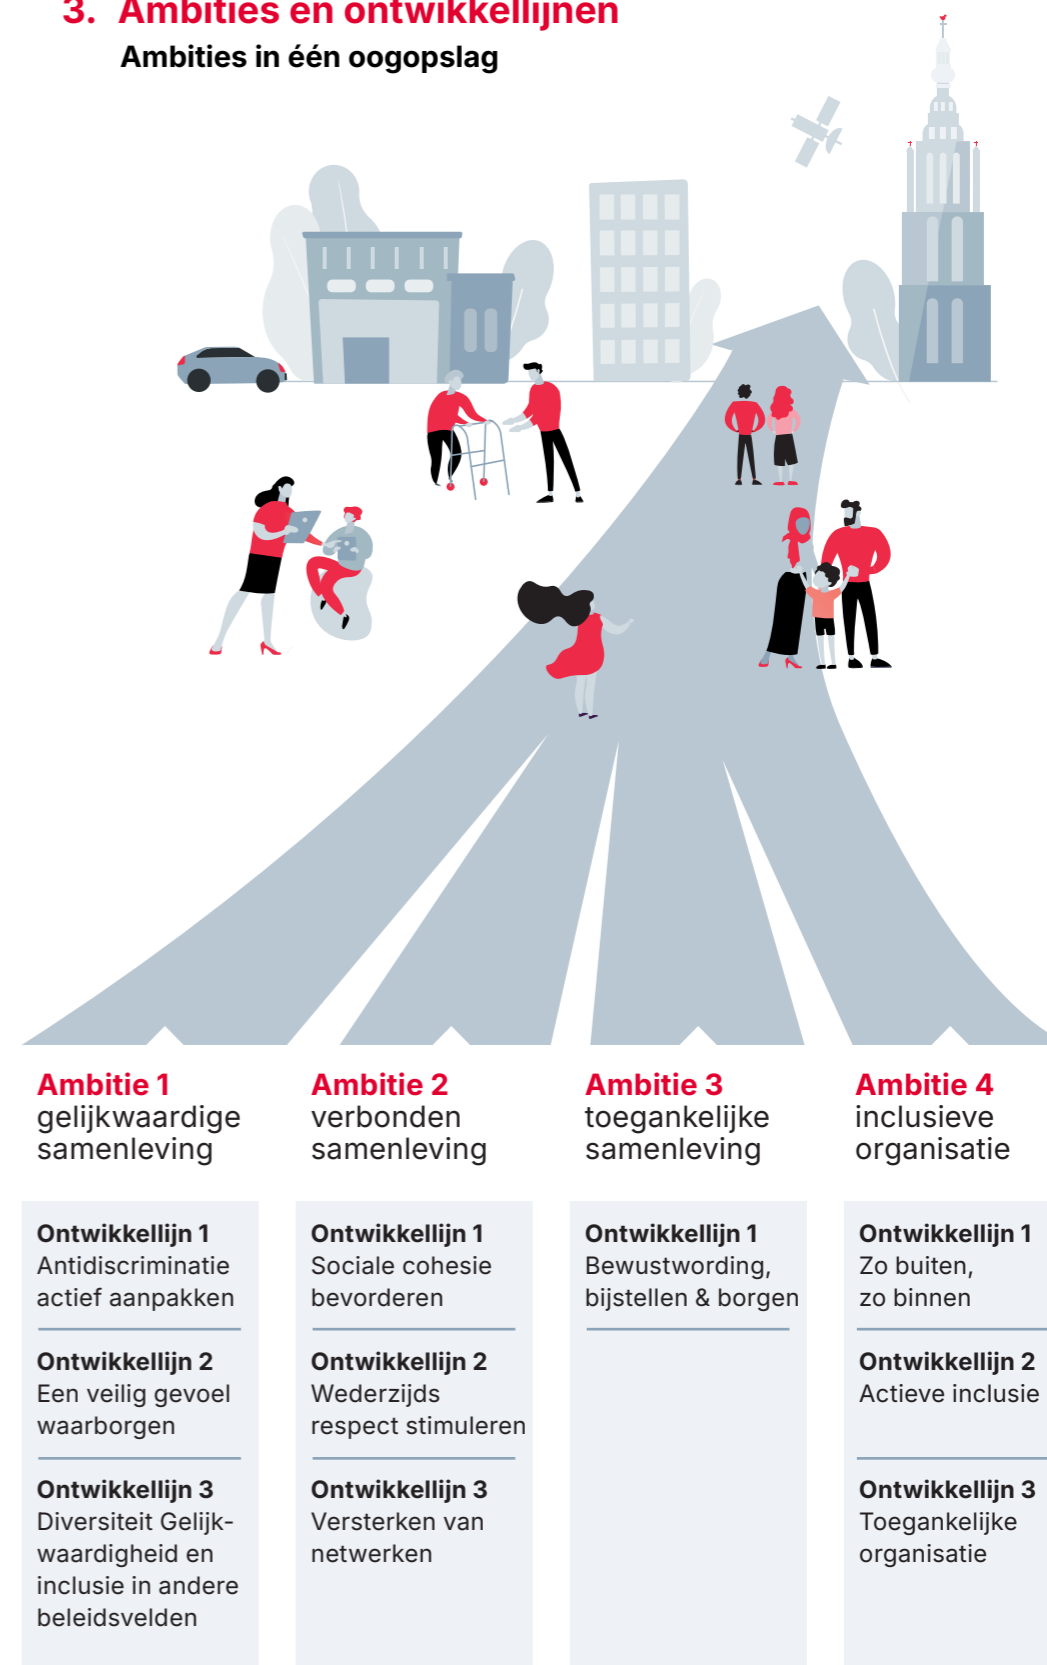 3. Ambities en ontwikkellijnen
Ambities in één oogopslag
Ambitie 1
gelijkwaardige
samenleving
Ontwikkellijn 1
Antidiscriminatie
actief aanpakken
Ontwikkellijn 2
Een veilig gevoel
waarborgen
Ontwikkellijn 3
Diversiteit Gelijk-
waardigheid en
inclusie in andere
beleidsvelden
Ambitie 2
verbonden
samenleving
Ontwikkellijn 1
Sociale cohesie
bevorderen
Ontwikkellijn 2
Wederzijds
respect stimuleren
Ontwikkellijn 3
Versterken van
netwerken
Ambitie 3
toegankelijke
samenleving
Ontwikkellijn 1
Bewustwording,
bijstellen & borgen
Ambitie 4
inclusieve
organisatie
Ontwikkellijn 1
Zo buiten,
zo binnen
Ontwikkellijn 2
Actieve inclusie
Ontwikkellijn 3
Toegankelijke
organisatie